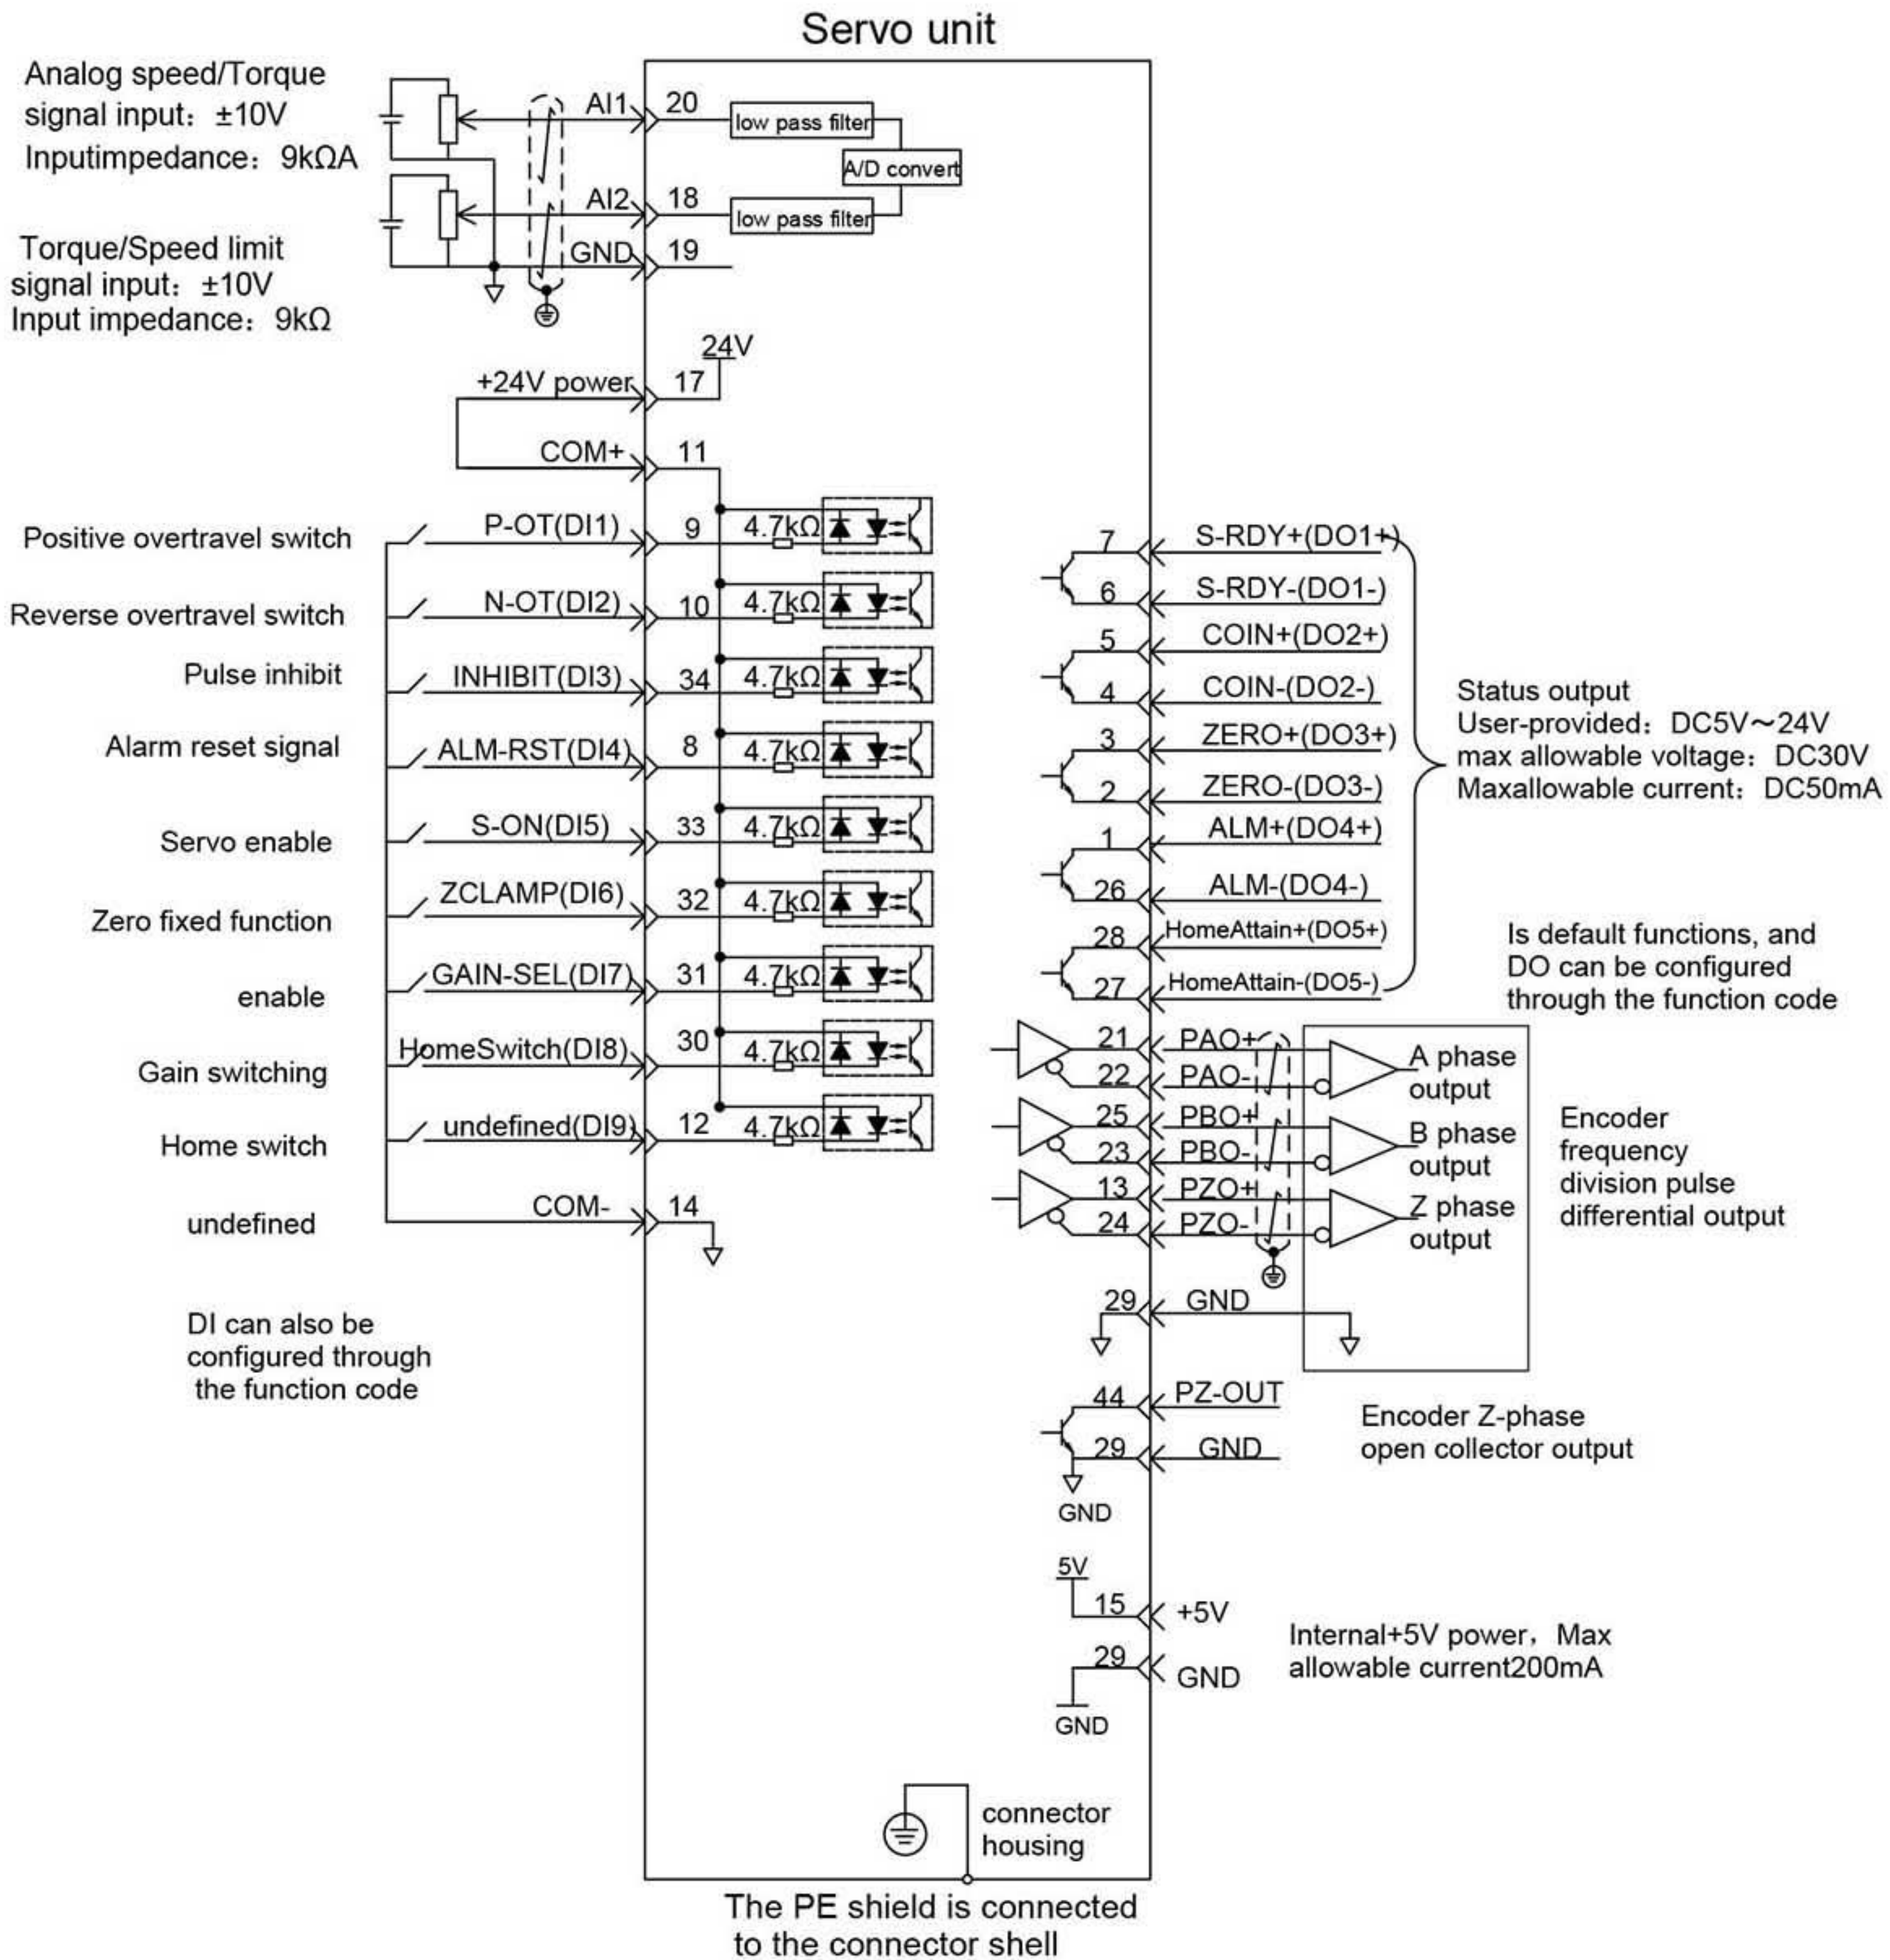 Servo unit
Analog speed/Torque
signal input：±10V
Inputimpedance：9kΩA
Torque/Speed limit
signal input：±10V
Input impedance：9kΩ
AI1
20
low pass filter
A/D convert
AI2
18
low pass filter
GND
19
24V
+24V power
17
COM+
11
Positive overtravel switch
P-OT(DI1)
9
4.7kΩ
Reverse overtravel switch
N-OT(DI2)
10
4.7kΩ
Pulse inhibit
INHIBIT(DI3)
34
4.7kΩ
Alarm reset signal
ALM-RST(DI4)
8
4.7kΩ
Servo enable
S-ON(DI5)
33
4.7kΩ
Zero fixed function
ZCLAMP(DI6)
32
4.7kΩ
enable
GAIN-SEL(DI7)
31
4.7kΩ
Gain switching
HomeSwitch(DI8)
30
4.7kΩ
Home switch
undefined(DI9)
12
4.7kΩ
undefined
COM-
14
DI can also be
configured through
the function code
7
S-RDY+(DO1+)
6
S-RDY-(DO1-)
5
COIN+(DO2+)
4
COIN-(DO2-)
3
ZERO+(DO3+)
2
ZERO-(DO3-)
1
ALM+(DO4+)
26
ALM-(DO4-)
28
HomeAttain+(DO5+)
27
HomeAttain-(DO5-)
Status output
User-provided：DC5V～24V
max allowable voltage：DC30V
Maxallowable current：DC50mA
Is default functions, and
DO can be configured
through the function code
21
PAO+
22
PAO-
A phase
output
25
PBO+
23
PBO-
B phase
output
13
PZO+
24
PZO-
Z phase
output
Encoder
frequency
division pulse
differential output
29
GND
44
PZ-OUT
29
GND
GND
Encoder Z-phase
open collector output
5V
15
+5V
29
GND
GND
Internal+5V power，Max
allowable current200mA
connector
housing
The PE shield is connected
to the connector shell